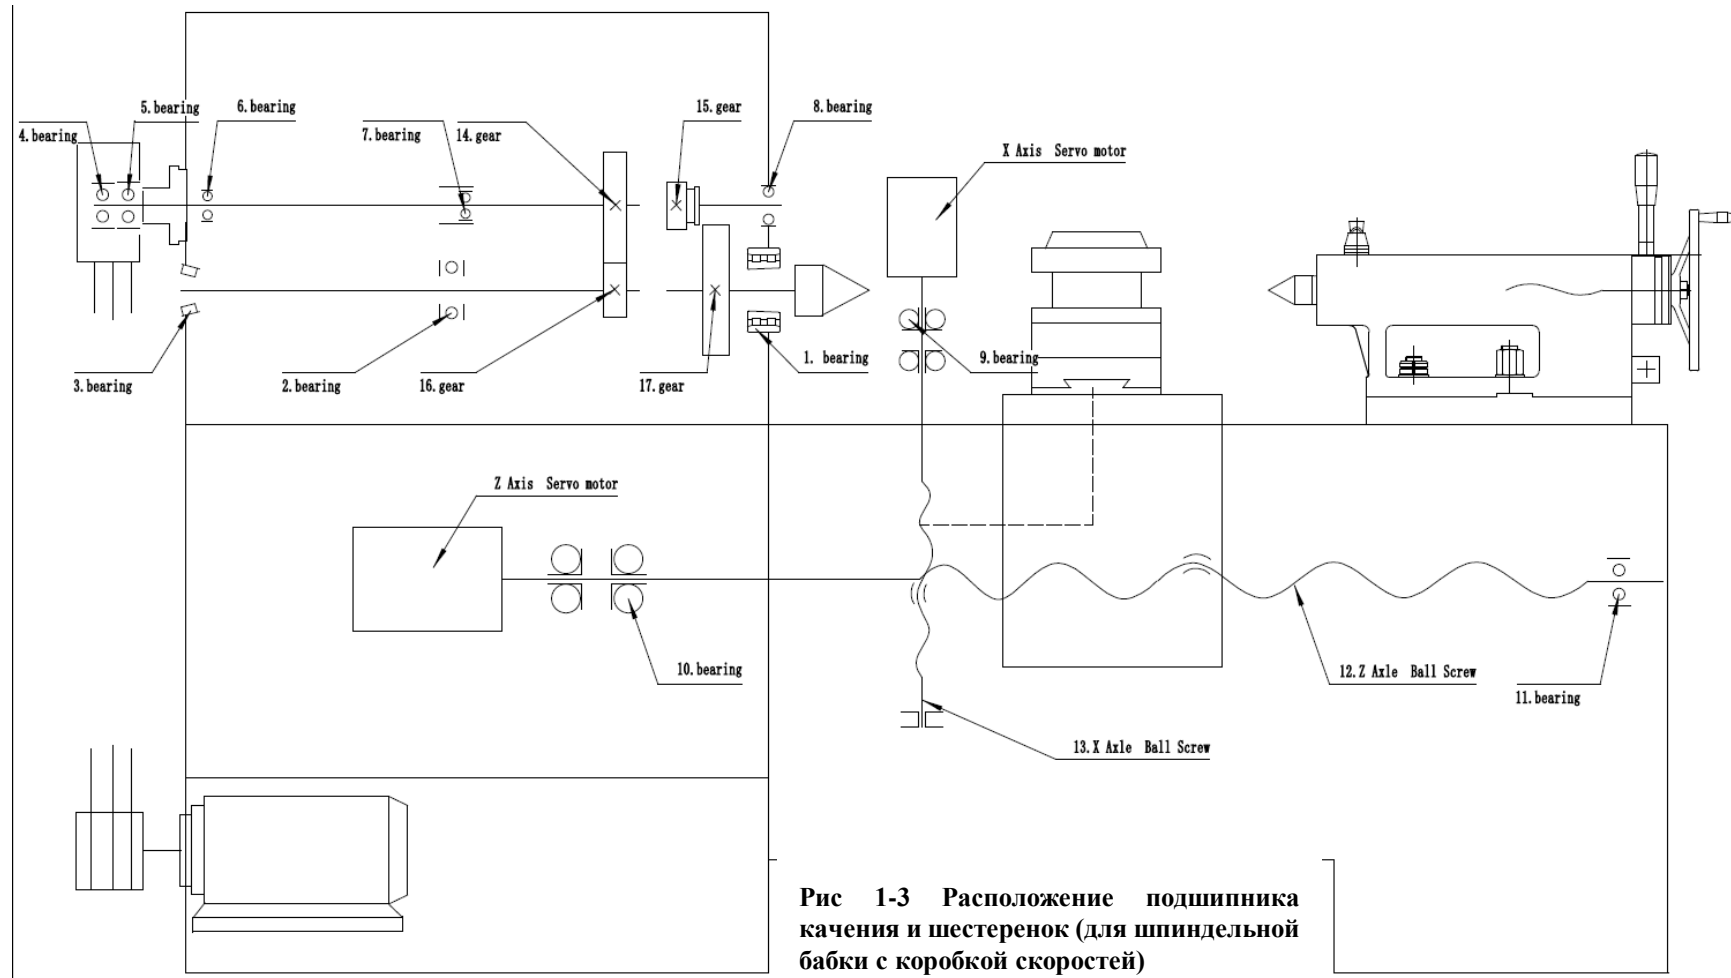 5. bearing
6. bearing
15. gear
8. bearing
4. bearing
7. bearing
14. gear
X Axis Servo motor
1. bearing
9. bearing
3. bearing
2. bearing
16. gear
17. gear
Z Axis Servo motor
10. bearing
12. Z Axle Ball Screw
11. bearing
13. X Axle Ball Screw
Рис 1-3 Расположение подшипника
качения и шестеренок (для шпиндельной
бабки с коробкой скоростей)